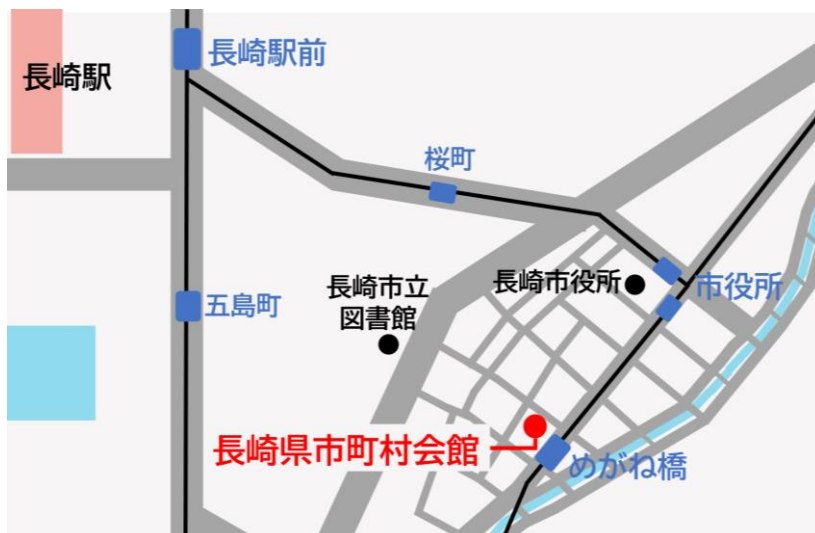 長崎駅前
長崎駅
桜町
長崎市立
図書館
長崎市役所
市役所
五島町
長崎県市町村会館
めがね橋